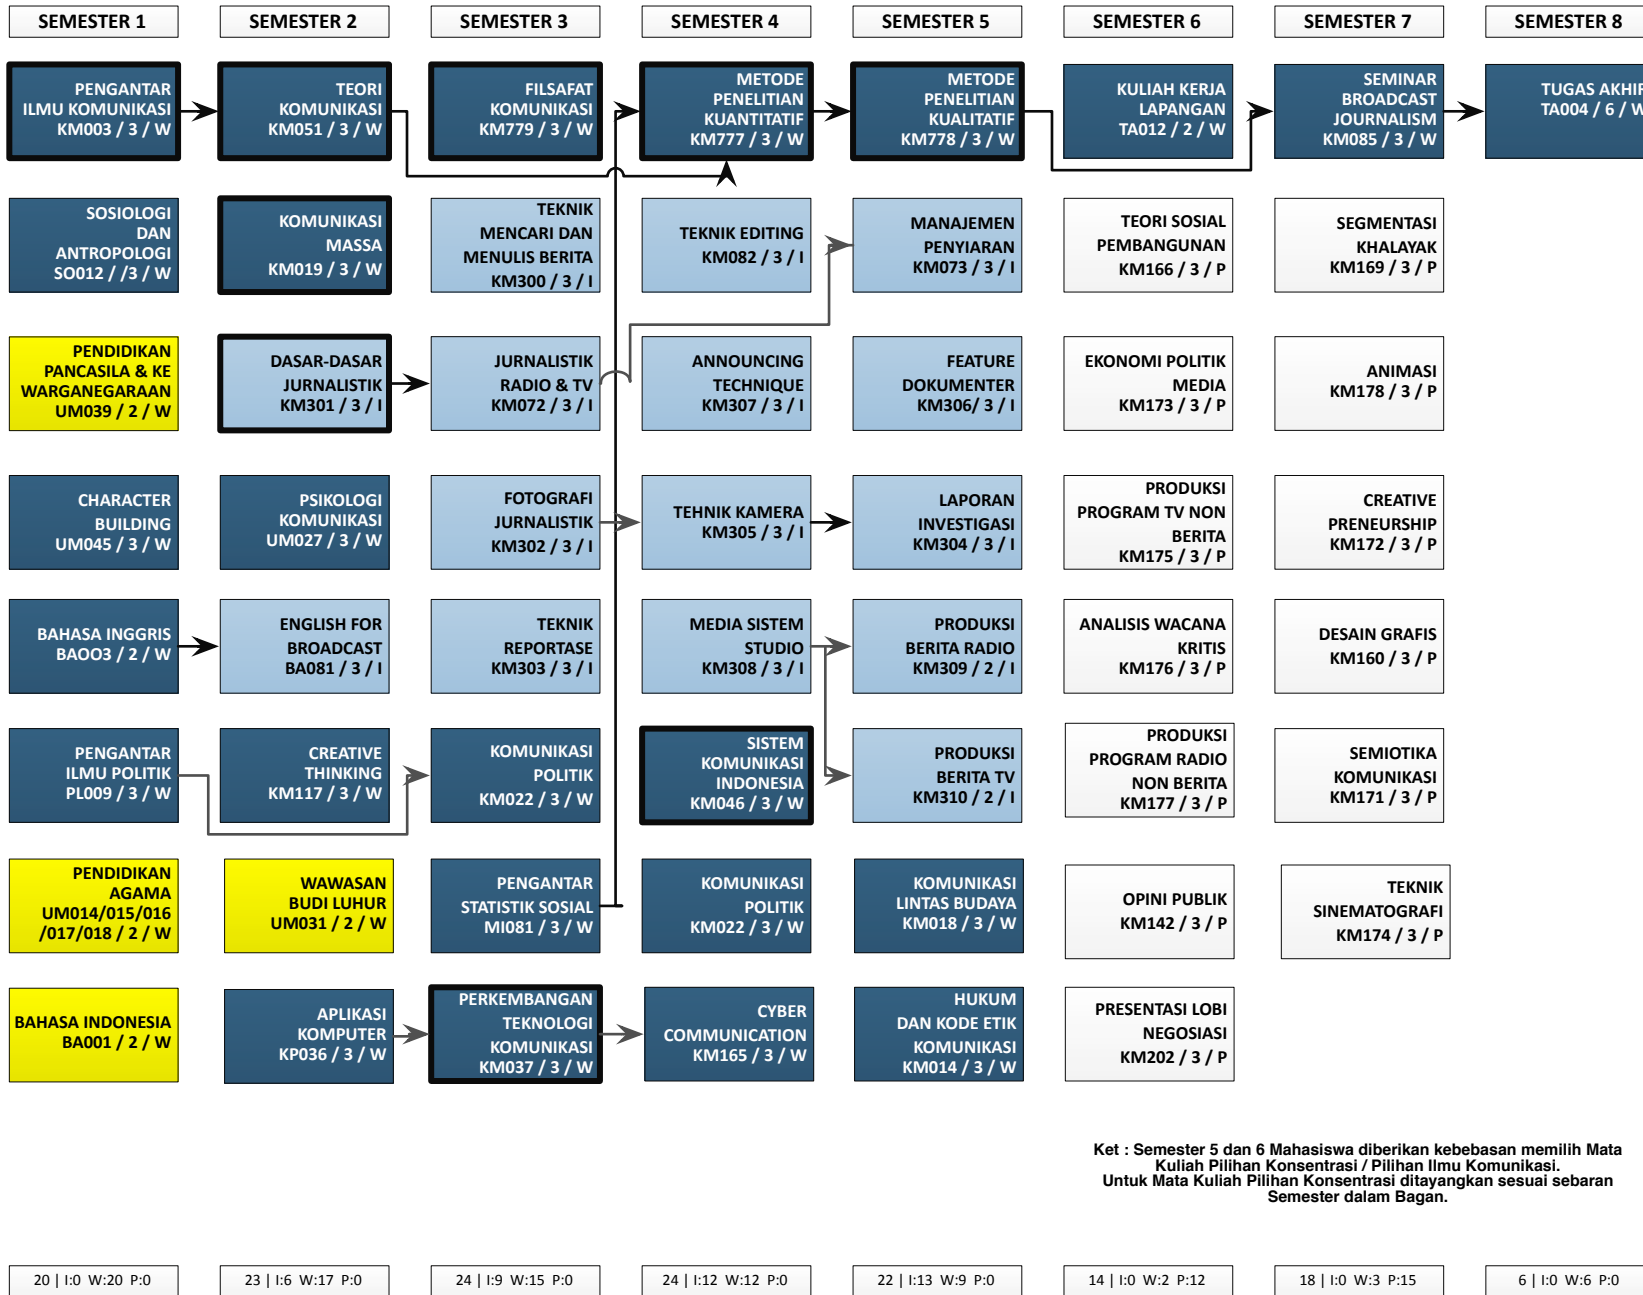 SEMESTER 1
SEMESTER 2
SEMESTER 3
SEMESTER 4
SEMESTER 5
SEMESTER 6
SEMESTER 7
SEMESTER 8
PENGANTAR
ILMU KOMUNIKASI
KM003 / 3 / W
TEORI
KOMUNIKASI
KM051 / 3 / W
FILSAFAT
KOMUNIKASI
KM779 / 3 / W
METODE
PENELITIAN
KUANTITATIF
KM777 / 3 / W
METODE
PENELITIAN
KUALITATIF
KM778 / 3 / W
KULIAH KERJA
LAPANGAN
TA012 / 2 / W
SEMINAR
BROADCAST
JOURNALISM
KM085 / 3 / W
TUGAS AKHIR
TA004 / 6 / W
SOSIOLOGI
DAN
ANTROPOLOGI
SO012 / /3 / W
KOMUNIKASI
MASSA
KM019 / 3 / W
TEKNIK
MENCARI DAN
MENULIS BERITA
KM300 / 3 / I
TEKNIK EDITING
KM082 / 3 / I
MANAJEMEN
PENYIARAN
KM073 / 3 / I
TEORI SOSIAL
PEMBANGUNAN
KM166 / 3 / P
SEGMENTASI
KHALAYAK
KM169 / 3 / P
PENDIDIKAN
PANCASILA & KE
WARGANEGARAAN
UM039 / 2 / W
DASAR-DASAR
JURNALISTIK
KM301 / 3 / I
JURNALISTIK
RADIO & TV
KM072 / 3 / I
ANNOUNCING
TECHNIQUE
KM307 / 3 / I
FEATURE
DOKUMENTER
KM306/ 3 / I
EKONOMI POLITIK
MEDIA
KM173 / 3 / P
ANIMASI
KM178 / 3 / P
CHARACTER
BUILDING
UM045 / 3 / W
PSIKOLOGI
KOMUNIKASI
UM027 / 3 / W
FOTOGRAFI
JURNALISTIK
KM302 / 3 / I
TEHNIK KAMERA
KM305 / 3 / I
LAPORAN
INVESTIGASI
KM304 / 3 / I
PRODUKSI
PROGRAM TV NON
BERITA
KM175 / 3 / P
CREATIVE
PRENEURSHIP
KM172 / 3 / P
BAHASA INGGRIS
BAOO3 / 2 / W
ENGLISH FOR
BROADCAST
BA081 / 3 / I
TEKNIK
REPORTASE
KM303 / 3 / I
MEDIA SISTEM
STUDIO
KM308 / 3 / I
PRODUKSI
BERITA RADIO
KM309 / 2 / I
ANALISIS WACANA
KRITIS
KM176 / 3 / P
DESAIN GRAFIS
KM160 / 3 / P
PENGANTAR
ILMU POLITIK
PL009 / 3 / W
CREATIVE
THINKING
KM117 / 3 / W
KOMUNIKASI
POLITIK
KM022 / 3 / W
SISTEM
KOMUNIKASI
INDONESIA
KM046 / 3 / W
PRODUKSI
BERITA TV
KM310 / 2 / I
PRODUKSI
PROGRAM RADIO
NON BERITA
KM177 / 3 / P
SEMIOTIKA
KOMUNIKASI
KM171 / 3 / P
PENDIDIKAN
AGAMA
UM014/015/016
/017/018 / 2 / W
WAWASAN
BUDI LUHUR
UM031 / 2 / W
PENGANTAR
STATISTIK SOSIAL
MI081 / 3 / W
KOMUNIKASI
POLITIK
KM022 / 3 / W
KOMUNIKASI
LINTAS BUDAYA
KM018 / 3 / W
OPINI PUBLIK
KM142 / 3 / P
TEKNIK
SINEMATOGRAFI
KM174 / 3 / P
BAHASA INDONESIA
BA001 / 2 / W
APLIKASI
KOMPUTER
KP036 / 3 / W
PERKEMBANGAN
TEKNOLOGI
KOMUNIKASI
KM037 / 3 / W
CYBER
COMMUNICATION
KM165 / 3 / W
HUKUM
DAN KODE ETIK
KOMUNIKASI
KM014 / 3 / W
PRESENTASI LOBI
NEGOSIASI
KM202 / 3 / P
Ket : Semester 5 dan 6 Mahasiswa diberikan kebebasan memilih Mata
Kuliah Pilihan Konsentrasi / Pilihan Ilmu Komunikasi.
Untuk Mata Kuliah Pilihan Konsentrasi ditayangkan sesuai sebaran
Semester dalam Bagan.
20 | I:0 W:20 P:0
23 | I:6 W:17 P:0
24 | I:9 W:15 P:0
24 | I:12 W:12 P:0
22 | I:13 W:9 P:0
14 | I:0 W:2 P:12
18 | I:0 W:3 P:15
6 | I:0 W:6 P:0